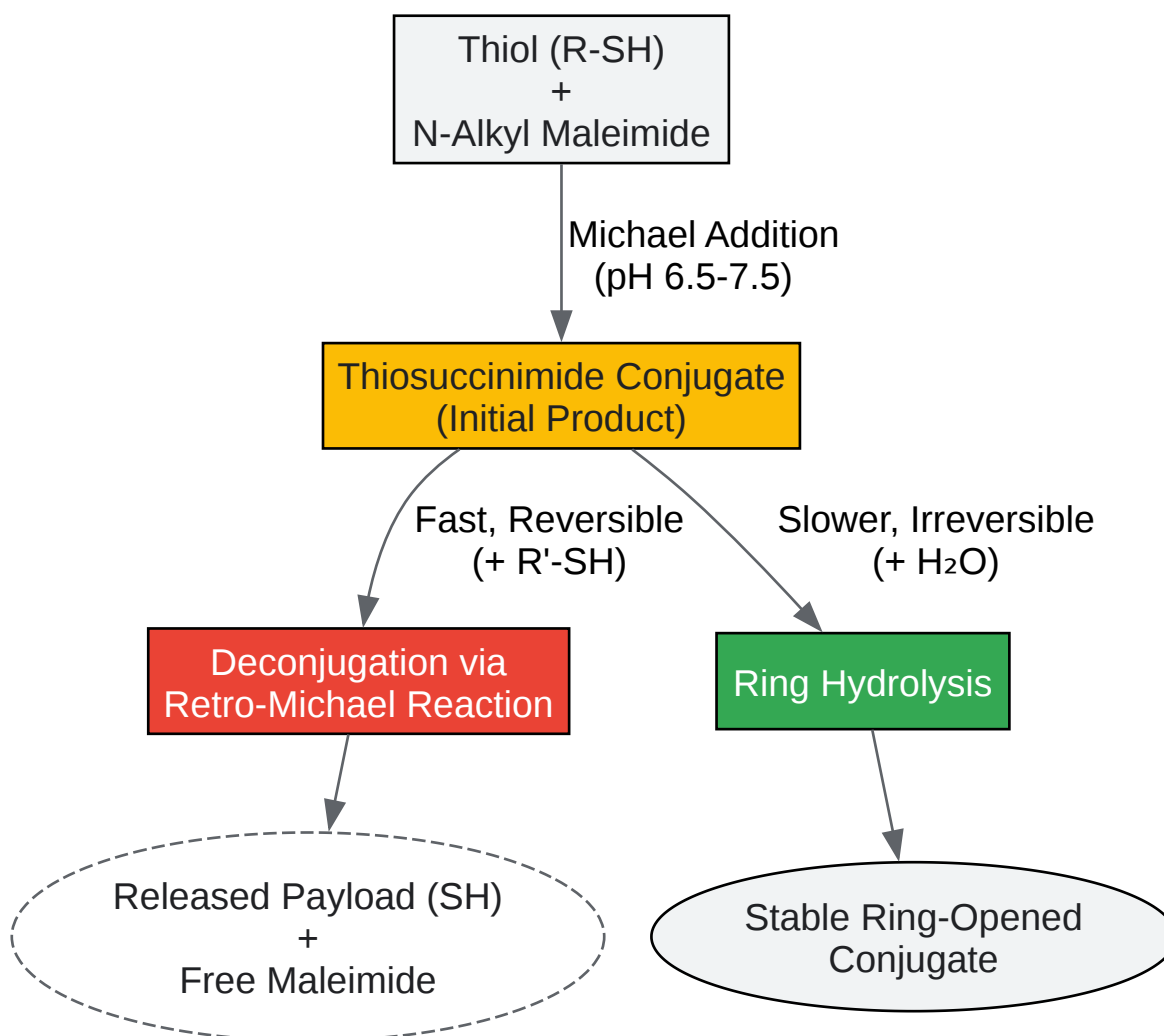 Thiol (R-SH)
+
N-Alkyl Maleimide
Michael Addition
(pH 6.5-7.5)
Thiosuccinimide Conjugate
(Initial Product)
Fast, Reversible
(+ R'-SH)
Slower, Irreversible
(+ H₂O)
Deconjugation via
Retro-Michael Reaction
Ring Hydrolysis
Released Payload (SH)
+
Free Maleimide
Stable Ring-Opened
Conjugate